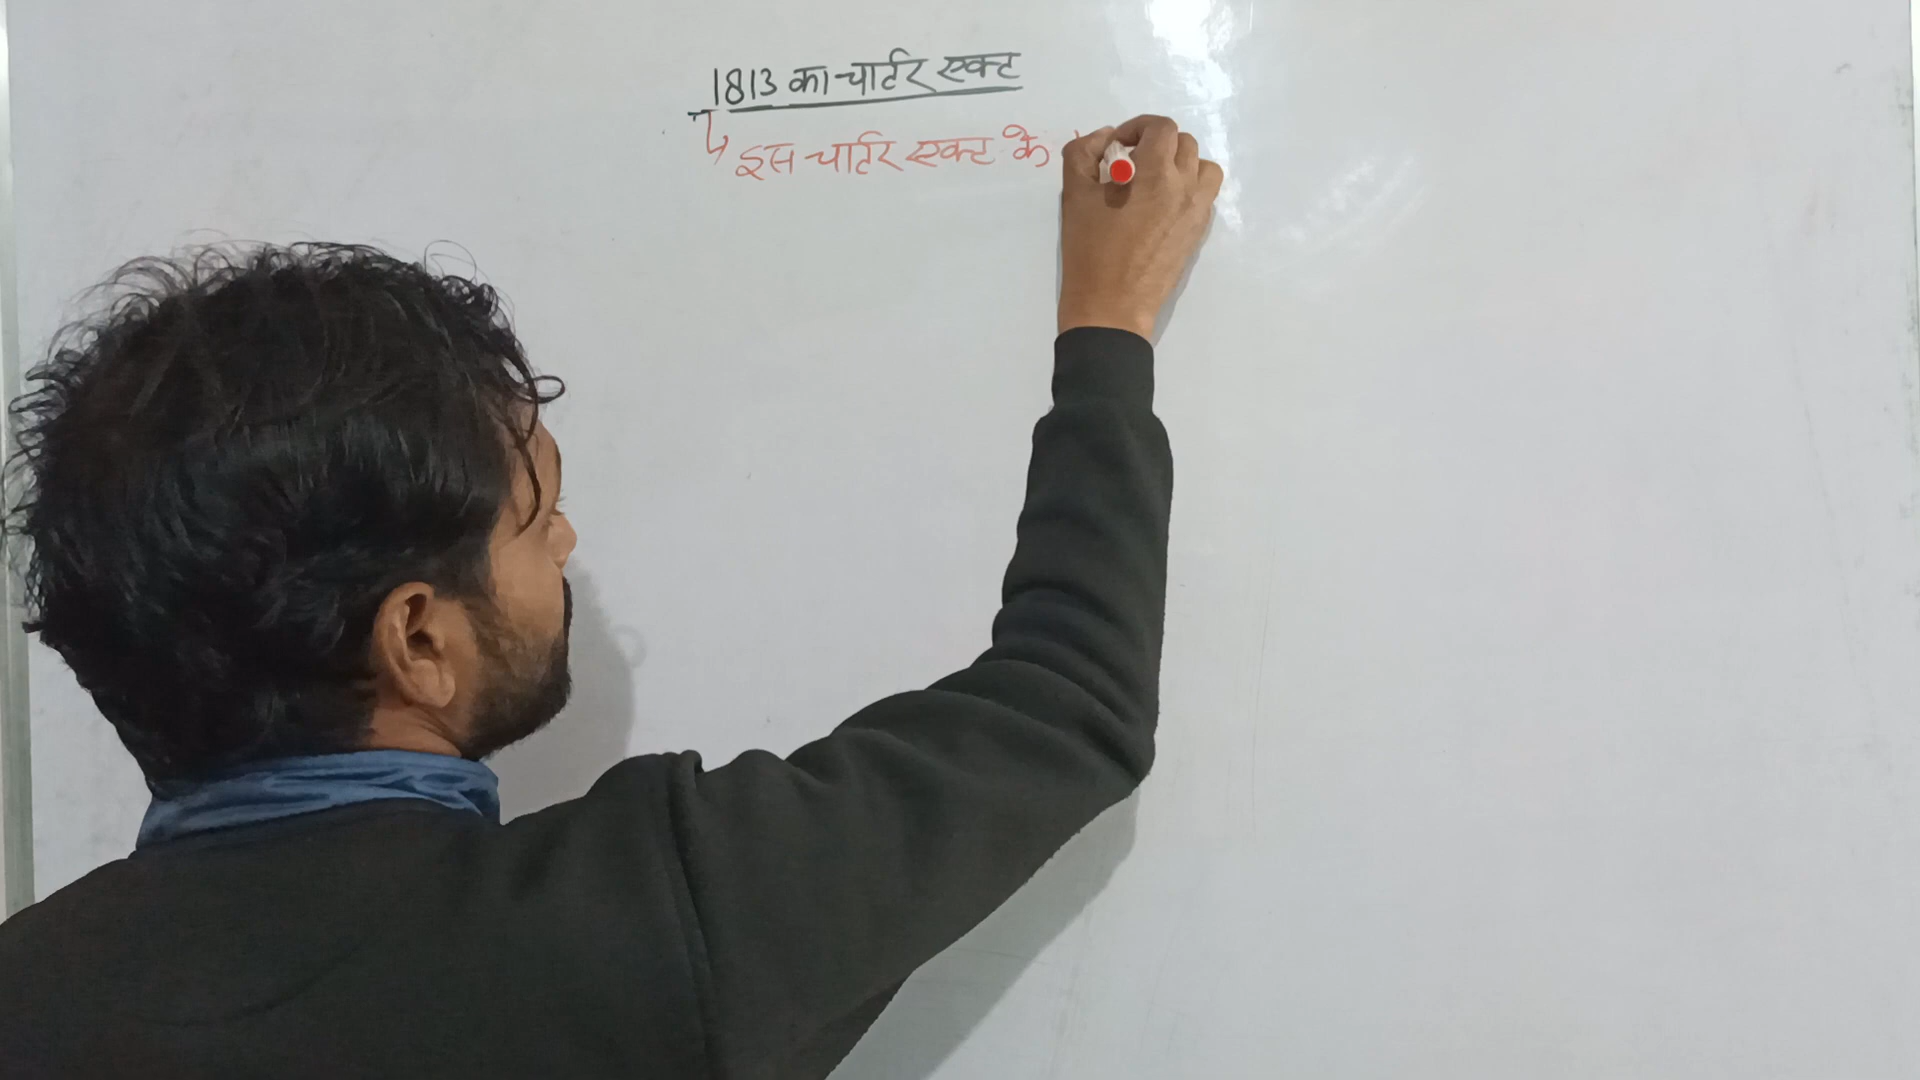 1813 का चार्टर एक्ट
इस चार्टर एक्ट के